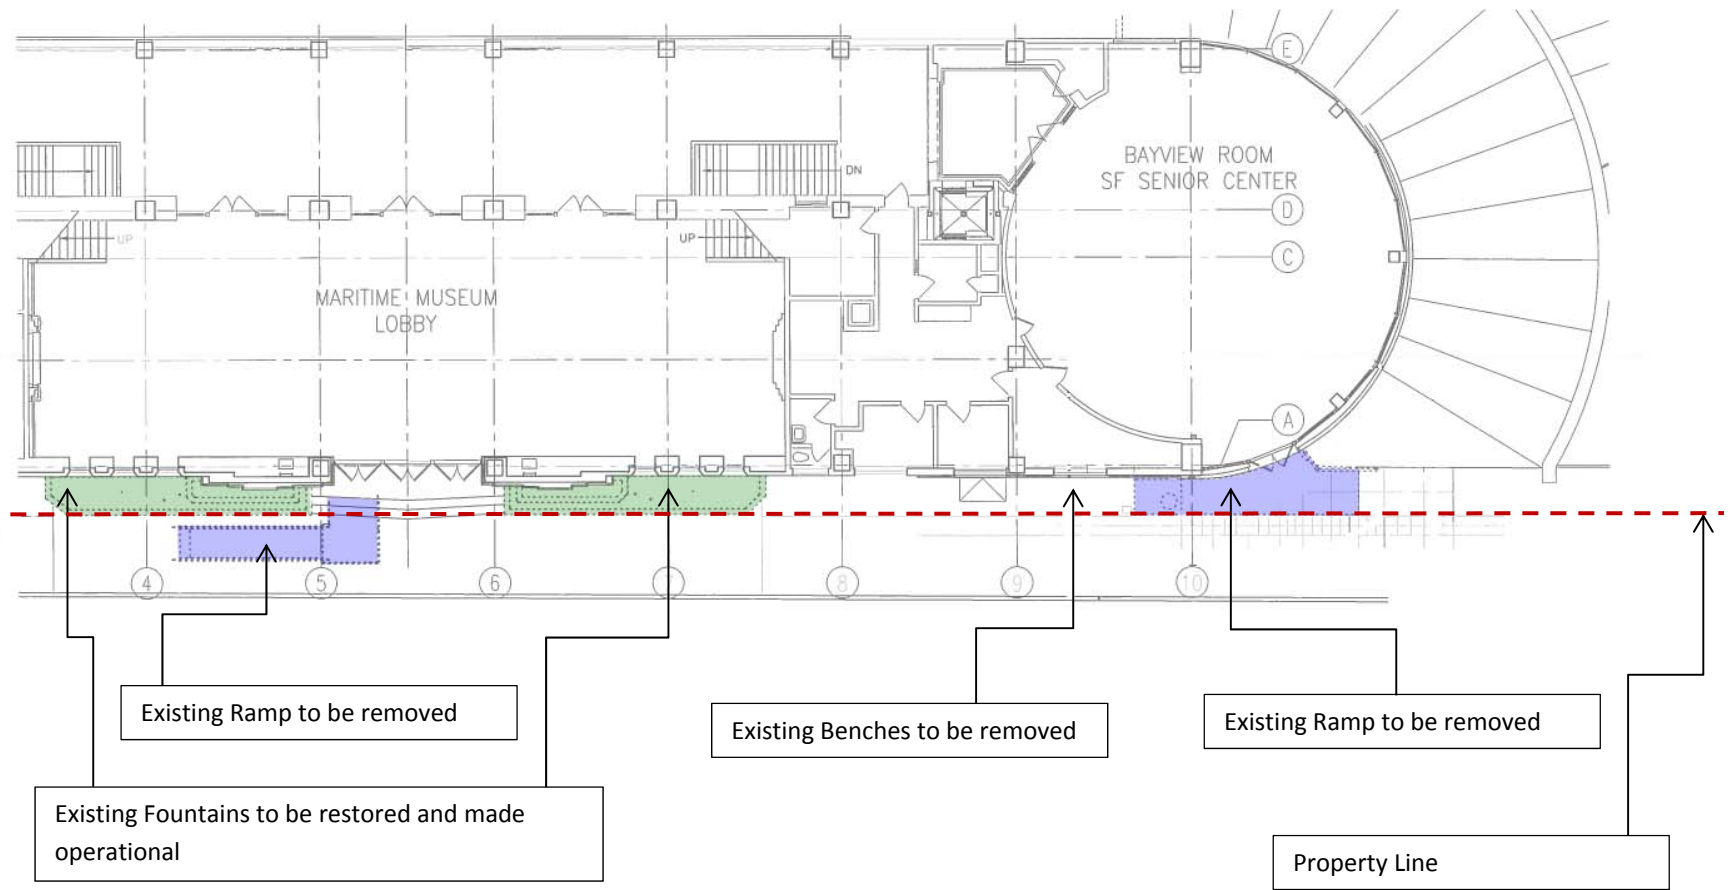 E
BAYVIEW ROOM
SF SENIOR CENTER
DN
D
UP
UP
C
MARITIME MUSEUM
LOBBY
A
4
5
6
7
8
9
10
Existing Ramp to be removed
Existing Benches to be removed
Existing Ramp to be removed
Existing Fountains to be restored and made
operational
Property Line